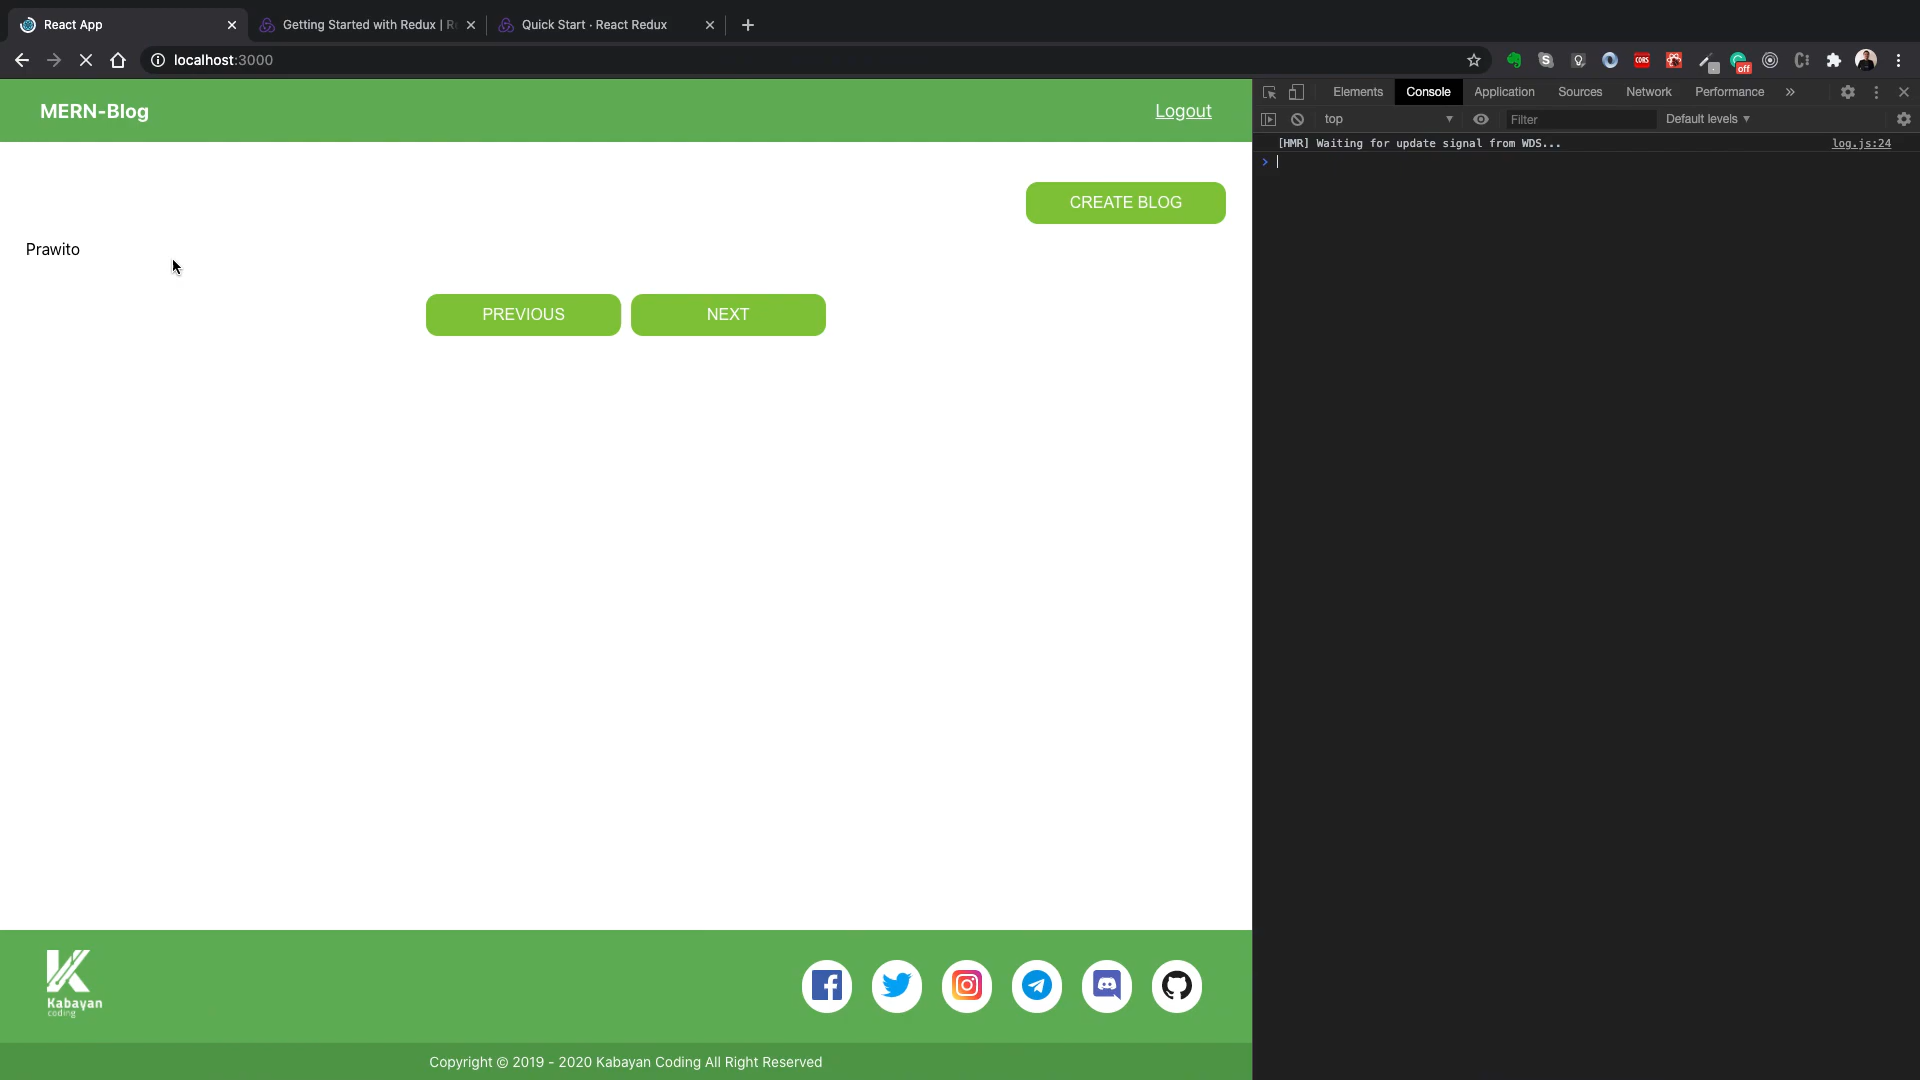 React App
Getting Started with Redux | R
Quick Start · React Redux
localhost:3000
CORS
off
MERN-Blog
Logout
CREATE BLOG
Prawito
PREVIOUS
NEXT
Kabayan
coding
Copyright © 2019 - 2020 Kabayan Coding All Right Reserved
Elements
Console
Application
Sources
Network
Performance
top
Filter
Default levels
[HMR] Waiting for update signal from WDS...
log.js:24